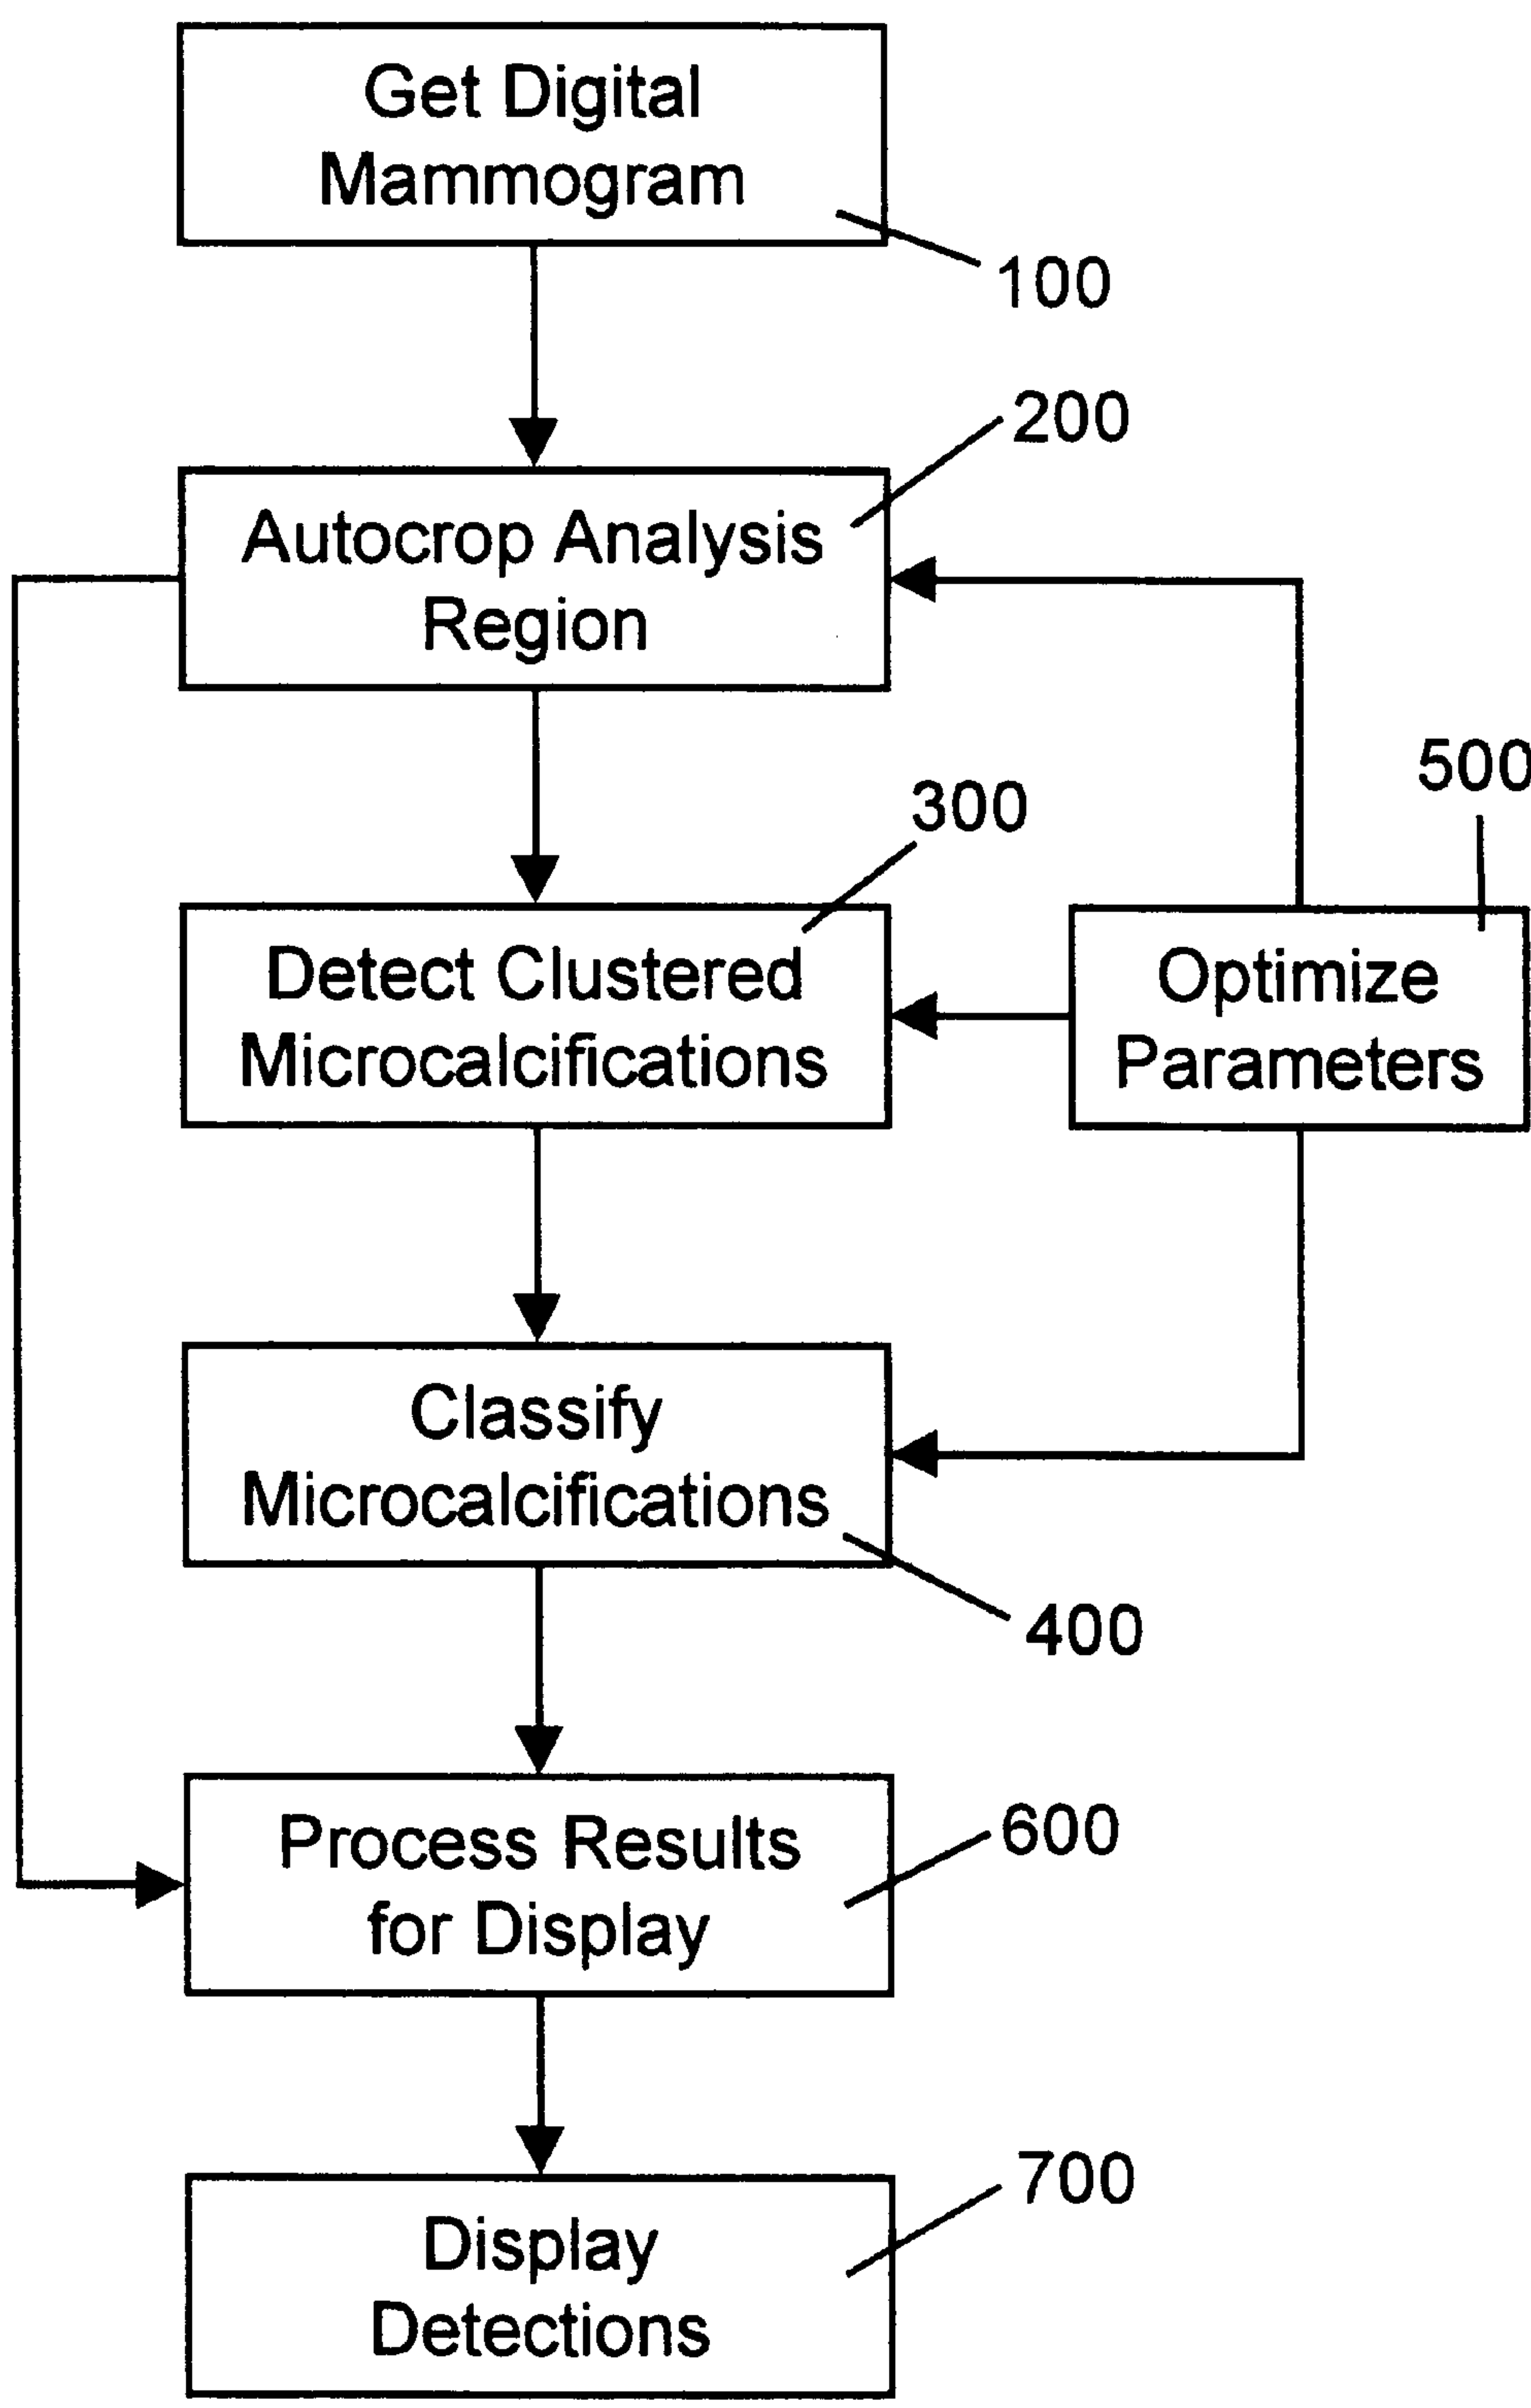 Get Digital
Mammogram
100
200
Autocrop Analysis
Region
500
300
Detect Clustered
Microcalcifications
Optimize
Parameters
Classify
Microcalcifications
400
Process Results
for Display
600
700
Display
Detections